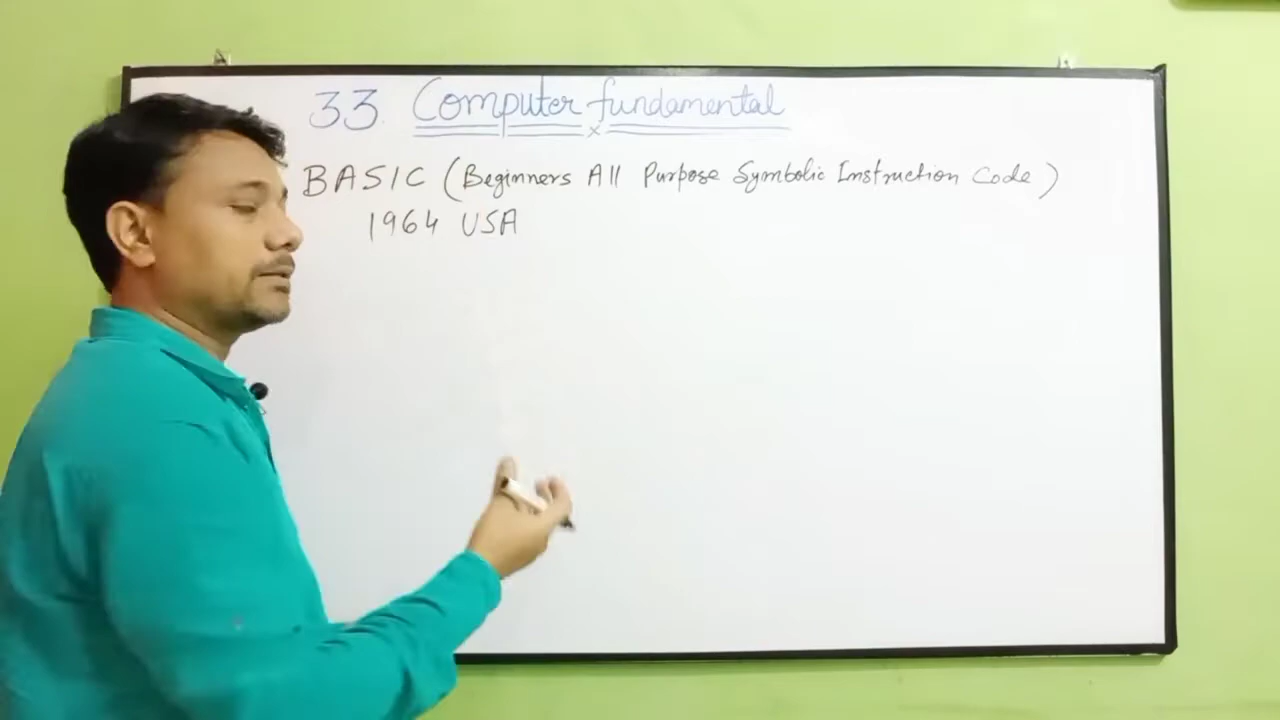 33. Computer fundamental
BASIC (Beginners All Purpose Symbolic Instruction Code)
1964 USA